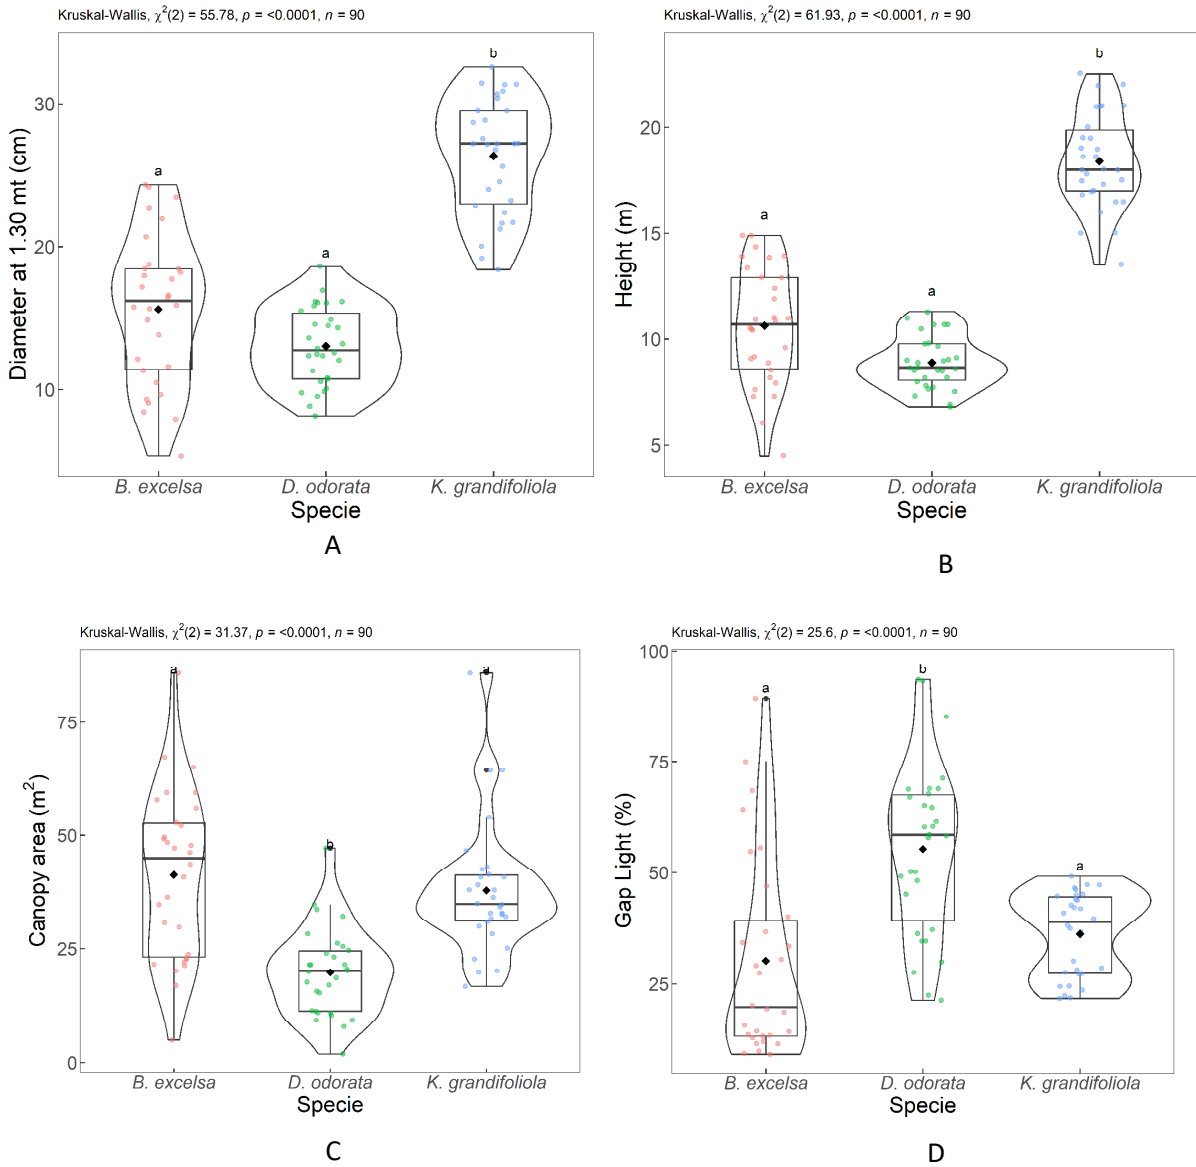 Kruskal-Wallis, χ²(2) = 55.78, p = <0.0001, n = 90
Diameter at 1.30 mt (cm)
30
20
10
a
a
b
B. excelsa
D. odorata
K. grandifoliola
Specie
A
Kruskal-Wallis, χ²(2) = 61.93, p = <0.0001, n = 90
Height (m)
20
15
10
5
a
a
b
B. excelsa
D. odorata
K. grandifoliola
Specie
B
Kruskal-Wallis, χ²(2) = 31.37, p = <0.0001, n = 90
Canopy area (m²)
75
50
25
0
a
b
a
B. excelsa
D. odorata
K. grandifoliola
Specie
C
Kruskal-Wallis, χ²(2) = 25.6, p = <0.0001, n = 90
Gap Light (%)
100
75
50
25
a
b
a
B. excelsa
D. odorata
K. grandifoliola
Specie
D